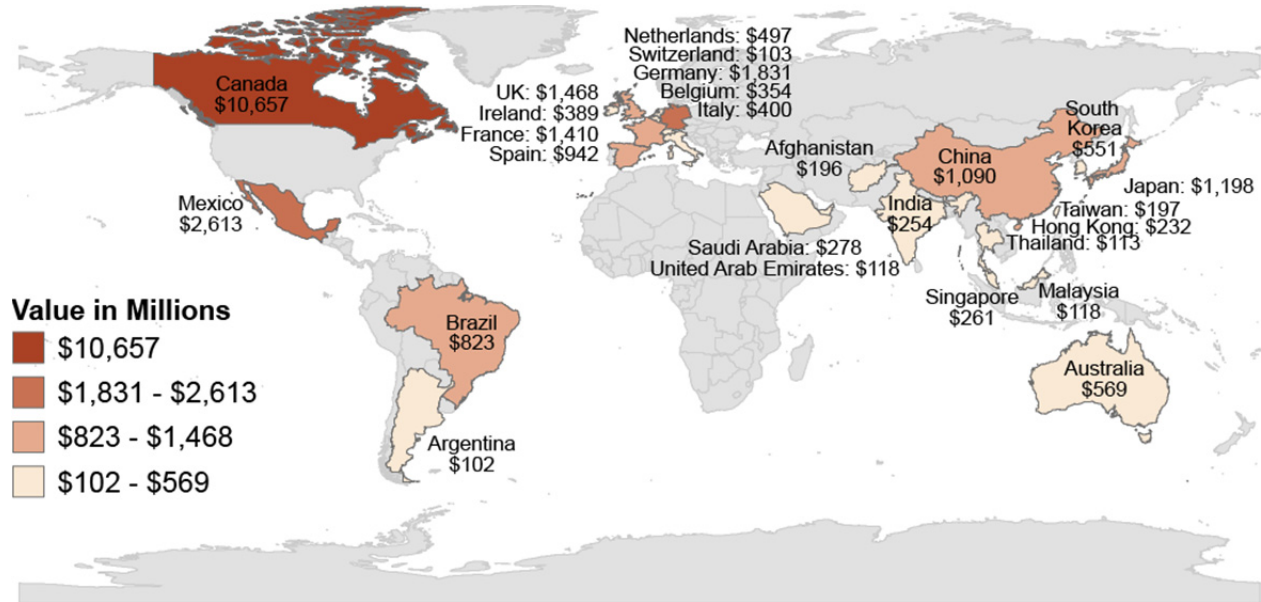 Netherlands: $497
Switzerland: $103
Germany: $1,831
Belgium: $354
Italy: $400
Canada
$10,657
UK: $1,468
Ireland: $389
France: $1,410
Spain: $942
South
Korea
$551
Afghanistan
$196
China
$1,090
Mexico
$2,613
Japan: $1,198
India
$254
Taiwan: $197
Hong Kong: $232
Thailand: $113
Saudi Arabia: $278
United Arab Emirates: $118
Singapore
$261
Malaysia
$118
Brazil
$823
Australia
$569
Argentina
$102
Value in Millions
$10,657
$1,831 - $2,613
$823 - $1,468
$102 - $569